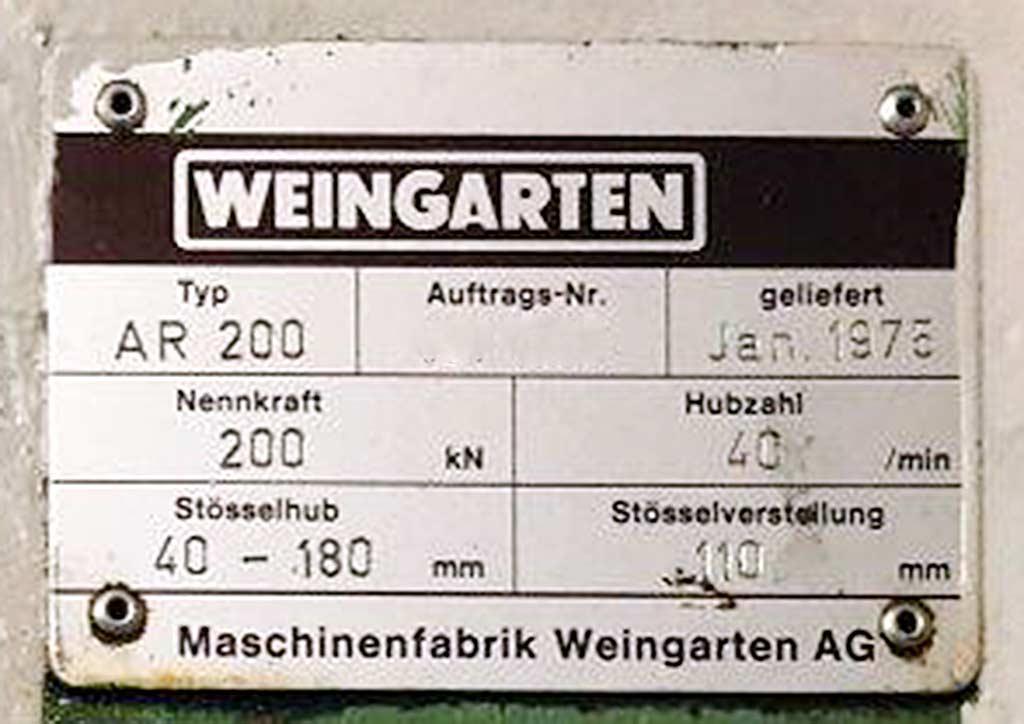 WEINGARTEN
Typ Auftrags-Nr. geliefert
AR 200 Jan. 1975
Nennkraft Hubzahl
200 kN 40 /min
Stösselhub Stösselverstellung
40 - 180 mm 110 mm
Maschinenfabrik Weingarten AG